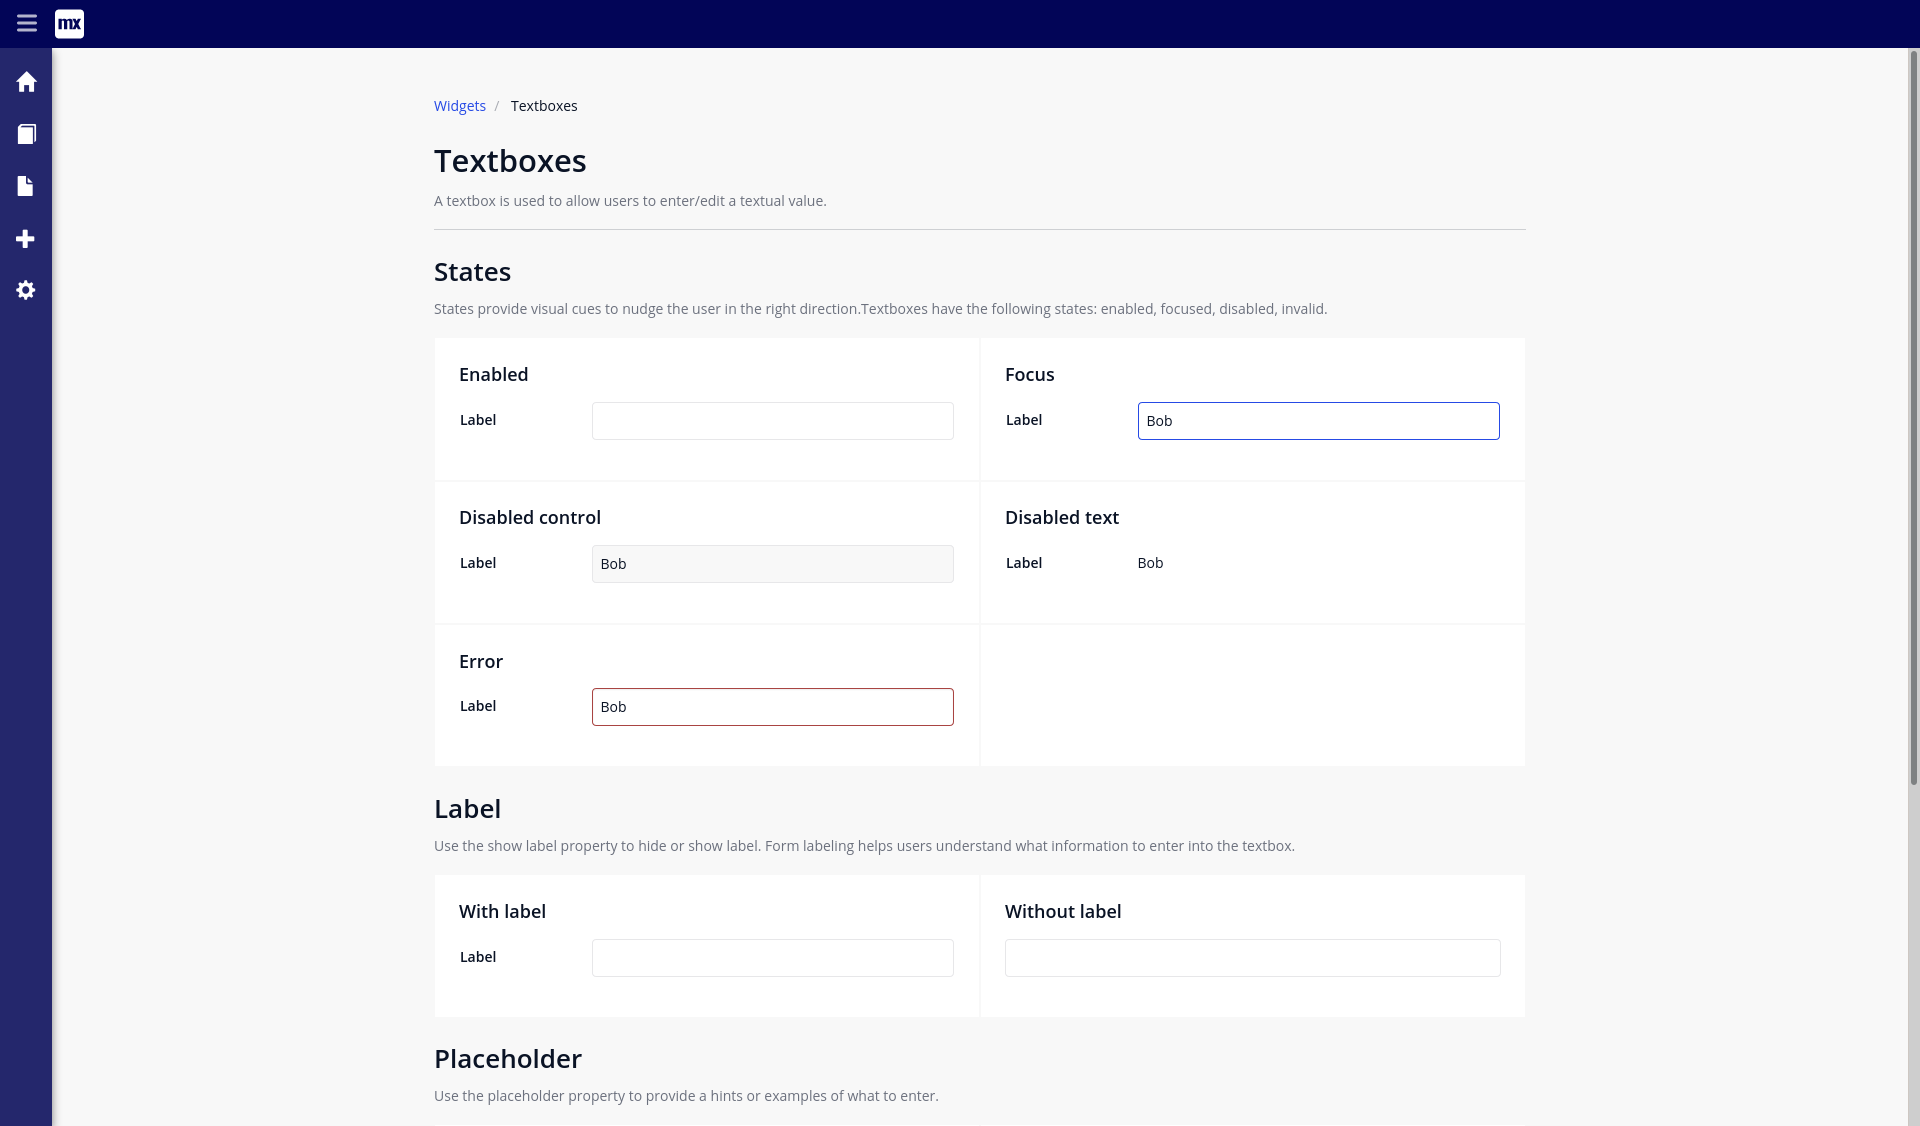 mx
Widgets / Textboxes
Textboxes
A textbox is used to allow users to enter/edit a textual value.
States
States provide visual cues to nudge the user in the right direction.Textboxes have the following states: enabled, focused, disabled, invalid.
Enabled
Label
Focus
Label Bob
Disabled control
Label Bob
Disabled text
Label Bob
Error
Label Bob
Label
Use the show label property to hide or show label. Form labeling helps users understand what information to enter into the textbox.
With label
Label
Without label
Placeholder
Use the placeholder property to provide a hints or examples of what to enter.